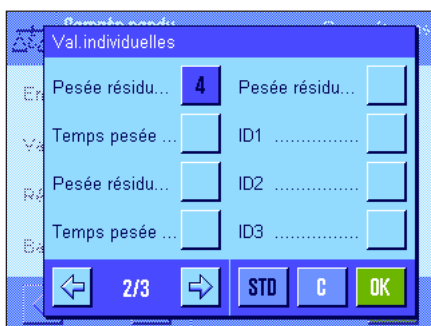 Val.individuelles
Pesée résidu... 4 Pesée résidu...
Temps pesée ... ID1 ................
Pesée résidu... ID2 ................
Temps pesée ... ID3 ................
2/3 STD C OK